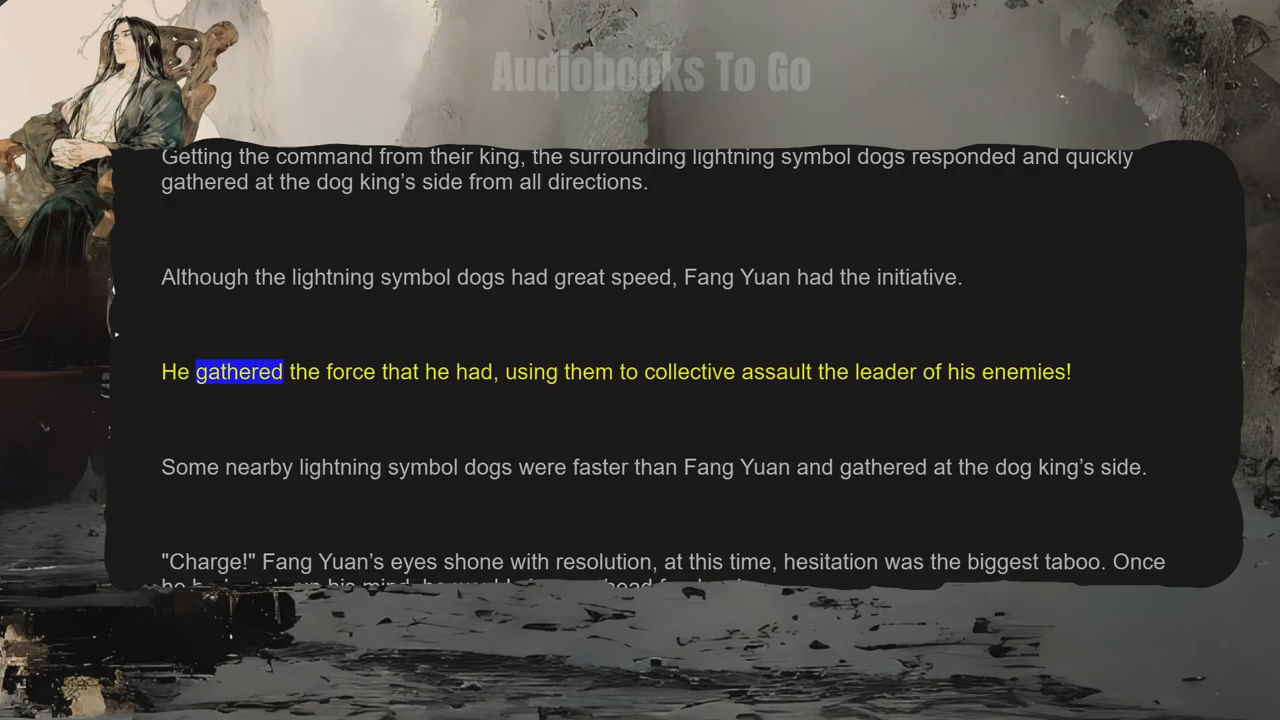 Audiobooks To Go
Getting the command from their king, the surrounding lightning symbol dogs responded and quickly
gathered at the dog king’s side from all directions.
Although the lightning symbol dogs had great speed, Fang Yuan had the initiative.
He gathered the force that he had, using them to collective assault the leader of his enemies!
Some nearby lightning symbol dogs were faster than Fang Yuan and gathered at the dog king’s side.
"Charge!" Fang Yuan’s eyes shone with resolution, at this time, hesitation was the biggest taboo. Once
he his mind, he